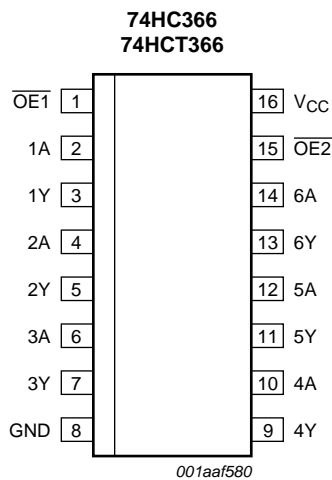 74HC366
74HCT366
OE1 1 16 VCC
1A 2 15 OE2
1Y 3 14 6A
2A 4 13 6Y
2Y 5 12 5A
3A 6 11 5Y
3Y 7 10 4A
GND 8 9 4Y
001aaf580